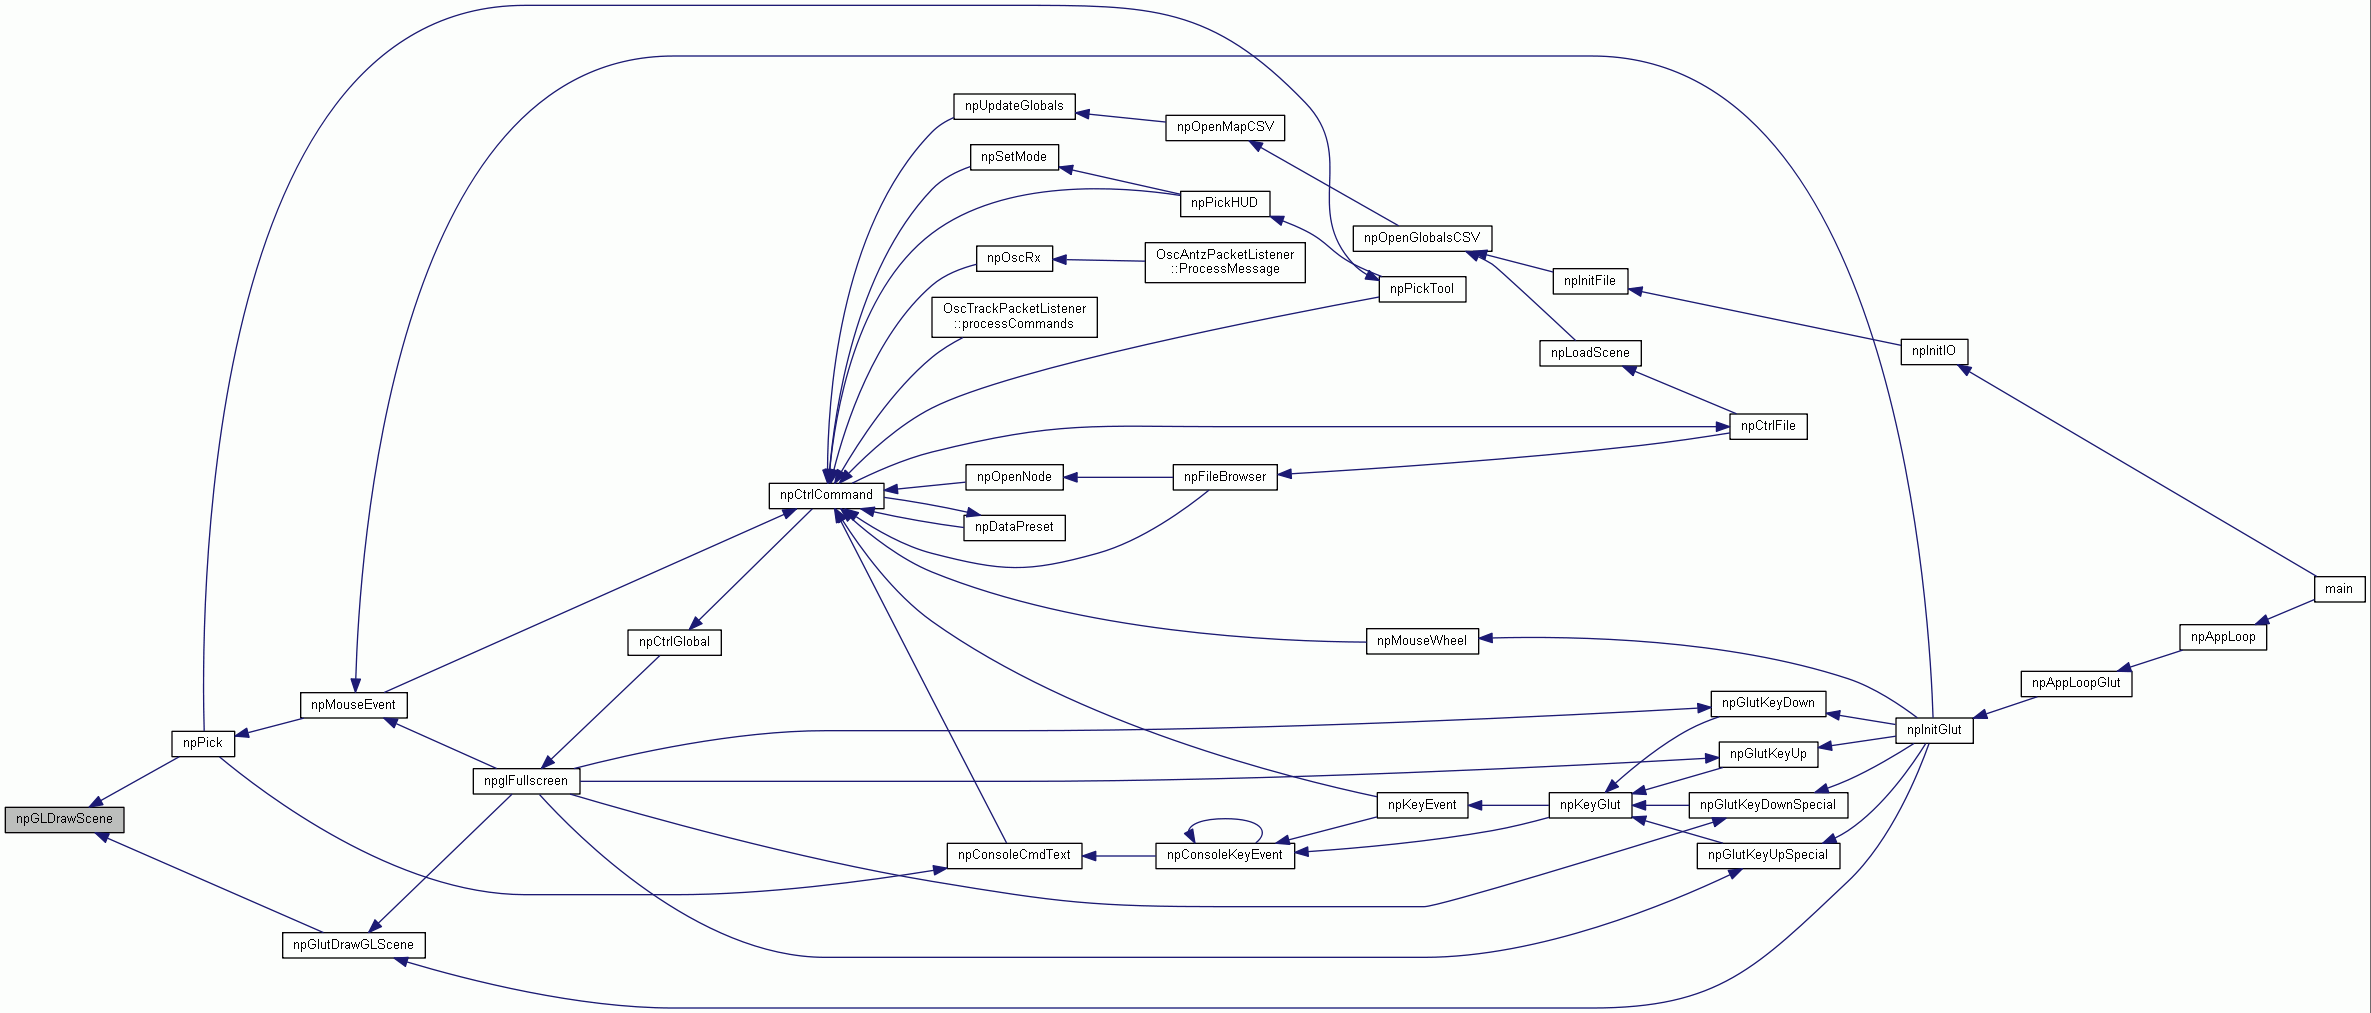 npUpdateGlobals
npOpenMapCSV
npSetMode
npPickHUD
npOpenGlobalsCSV
npOscRx
OscAntzPacketListener
::ProcessMessage
npInitFile
npPickTool
OscTrackPacketListener
::processCommands
npLoadScene
npInitIO
npCtrlFile
npOpenNode
npFileBrowser
npCtrlCommand
npDataPreset
main
npCtrlGlobal
npMouseWheel
npAppLoop
npAppLoopGlut
npMouseEvent
npGlutKeyDown
npInitGlut
npPick
npGlutKeyUp
npglFullscreen
npKeyEvent
npKeyGlut
npGlutKeyDownSpecial
npGLDrawScene
npConsoleCmdText
npConsoleKeyEvent
npGlutKeyUpSpecial
npGlutDrawGLScene